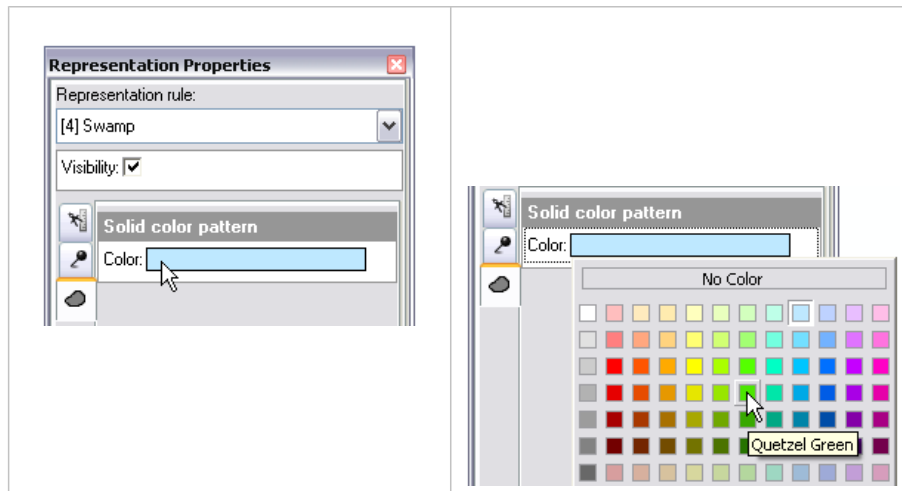 Representation Properties
Representation rule:
[4] Swamp
Visibility:
Solid color pattern
Color:
Solid color pattern
Color:
No Color
Quetzel Green